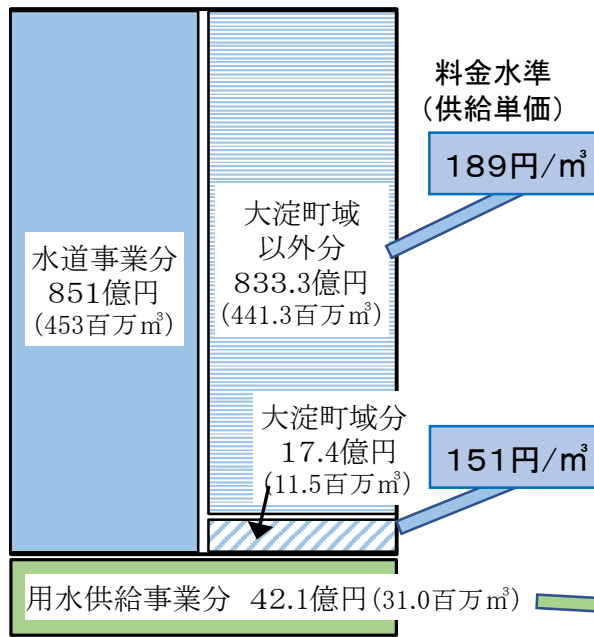 料金水準
（供給単価）
189円/㎥
水道事業分
851億円
(453百万㎥)
大淀町域
以外分
833.3億円
(441.3百万㎥)
大淀町域分
17.4億円
(11.5百万㎥)
151円/㎥
用水供給事業分 42.1億円(31.0百万㎥)